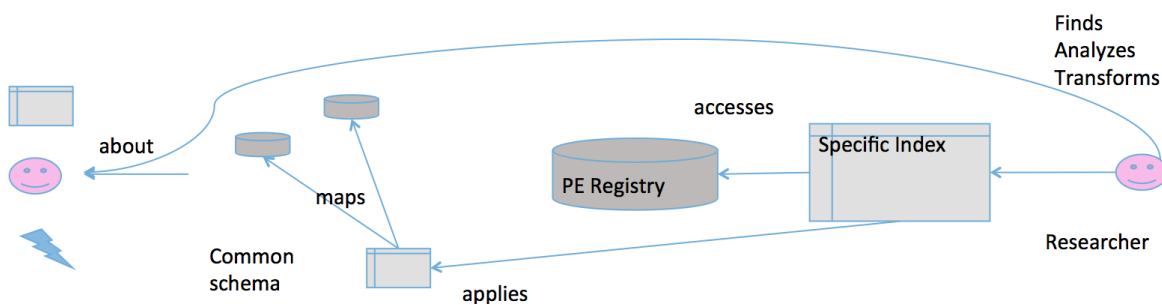 Finds
Analyzes
Transforms
accesses
about
Specific Index
PE Registry
maps
Common
schema
applies
Researcher